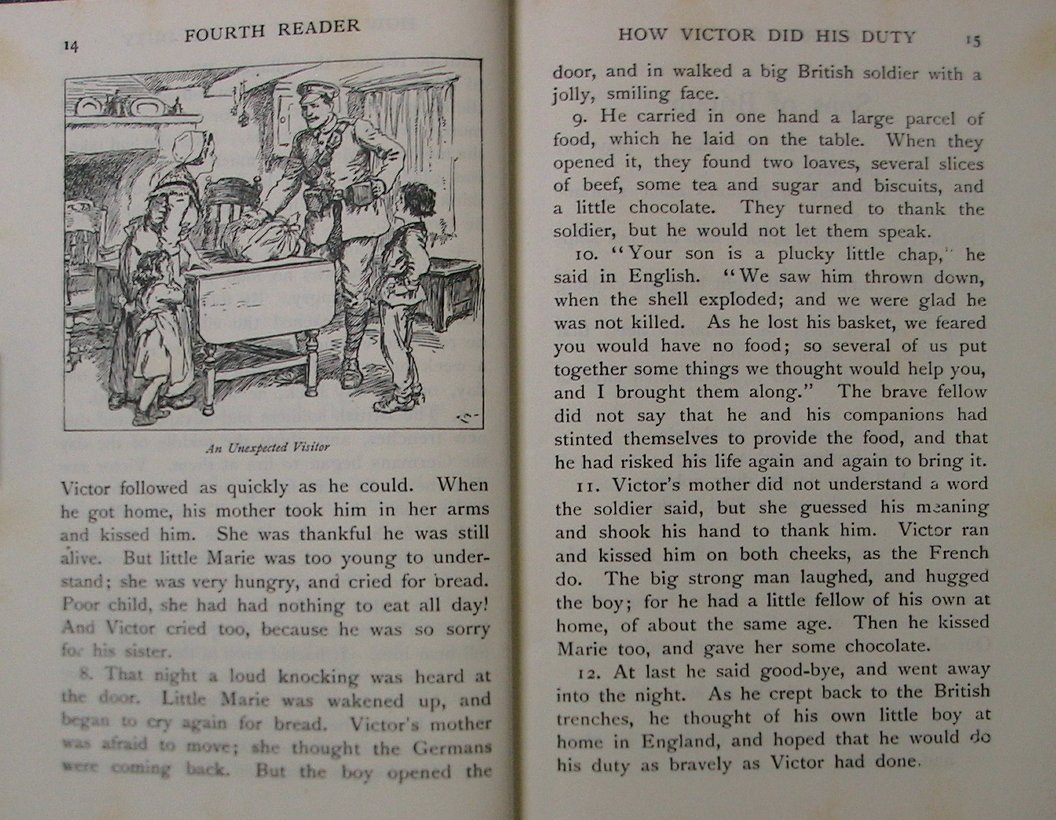 14
FOURTH READER
An Unexpected Visitor
Victor followed as quickly as he could. When
he got home, his mother took him in her arms
and kissed him. She was thankful he was still
alive. But little Marie was too young to under-
stand; she was very hungry, and cried for bread.
Poor child, she had had nothing to eat all day!
And Victor cried too, because he was so sorry
for his sister.
8. That night a loud knocking was heard at
the door. Little Marie was wakened up, and
began to cry again for bread. Victor's mother
was afraid to move; she thought the Germans
were coming back. But the boy opened the
HOW VICTOR DID HIS DUTY
15
door, and in walked a big British soldier with a
jolly, smiling face.
9. He carried in one hand a large parcel of
food, which he laid on the table. When they
opened it, they found two loaves, several slices
of beef, some tea and sugar and biscuits, and
a little chocolate. They turned to thank the
soldier, but he would not let them speak.
10. "Your son is a plucky little chap," he
said in English. "We saw him thrown down,
when the shell exploded; and we were glad he
was not killed. As he lost his basket, we feared
you would have no food; so several of us put
together some things we thought would help you,
and I brought them along." The brave fellow
did not say that he and his companions had
stinted themselves to provide the food, and that
he had risked his life again and again to bring it.
11. Victor's mother did not understand a word
the soldier said, but she guessed his meaning
and shook his hand to thank him. Victor ran
and kissed him on both cheeks, as the French
do. The big strong man laughed, and hugged
the boy; for he had a little fellow of his own at
home, of about the same age. Then he kissed
Marie too, and gave her some chocolate.
12. At last he said good-bye, and went away
into the night. As he crept back to the British
trenches, he thought of his own little boy at
home in England, and hoped that he would do
his duty as bravely as Victor had done.